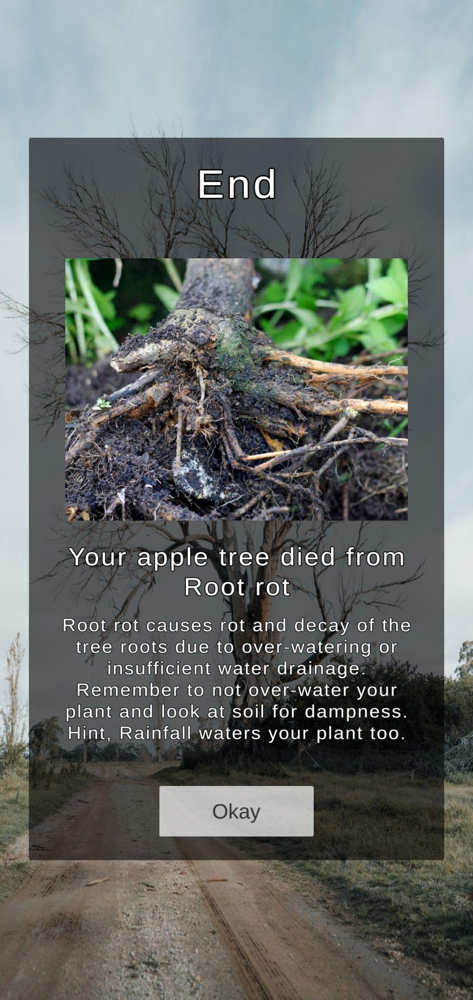 End
Your apple tree died from
Root rot
Root rot causes rot and decay of the
tree roots due to over-watering or
insufficient water drainage.
Remember to not over-water your
plant and look at soil for dampness.
Hint, Rainfall waters your plant too.
Okay